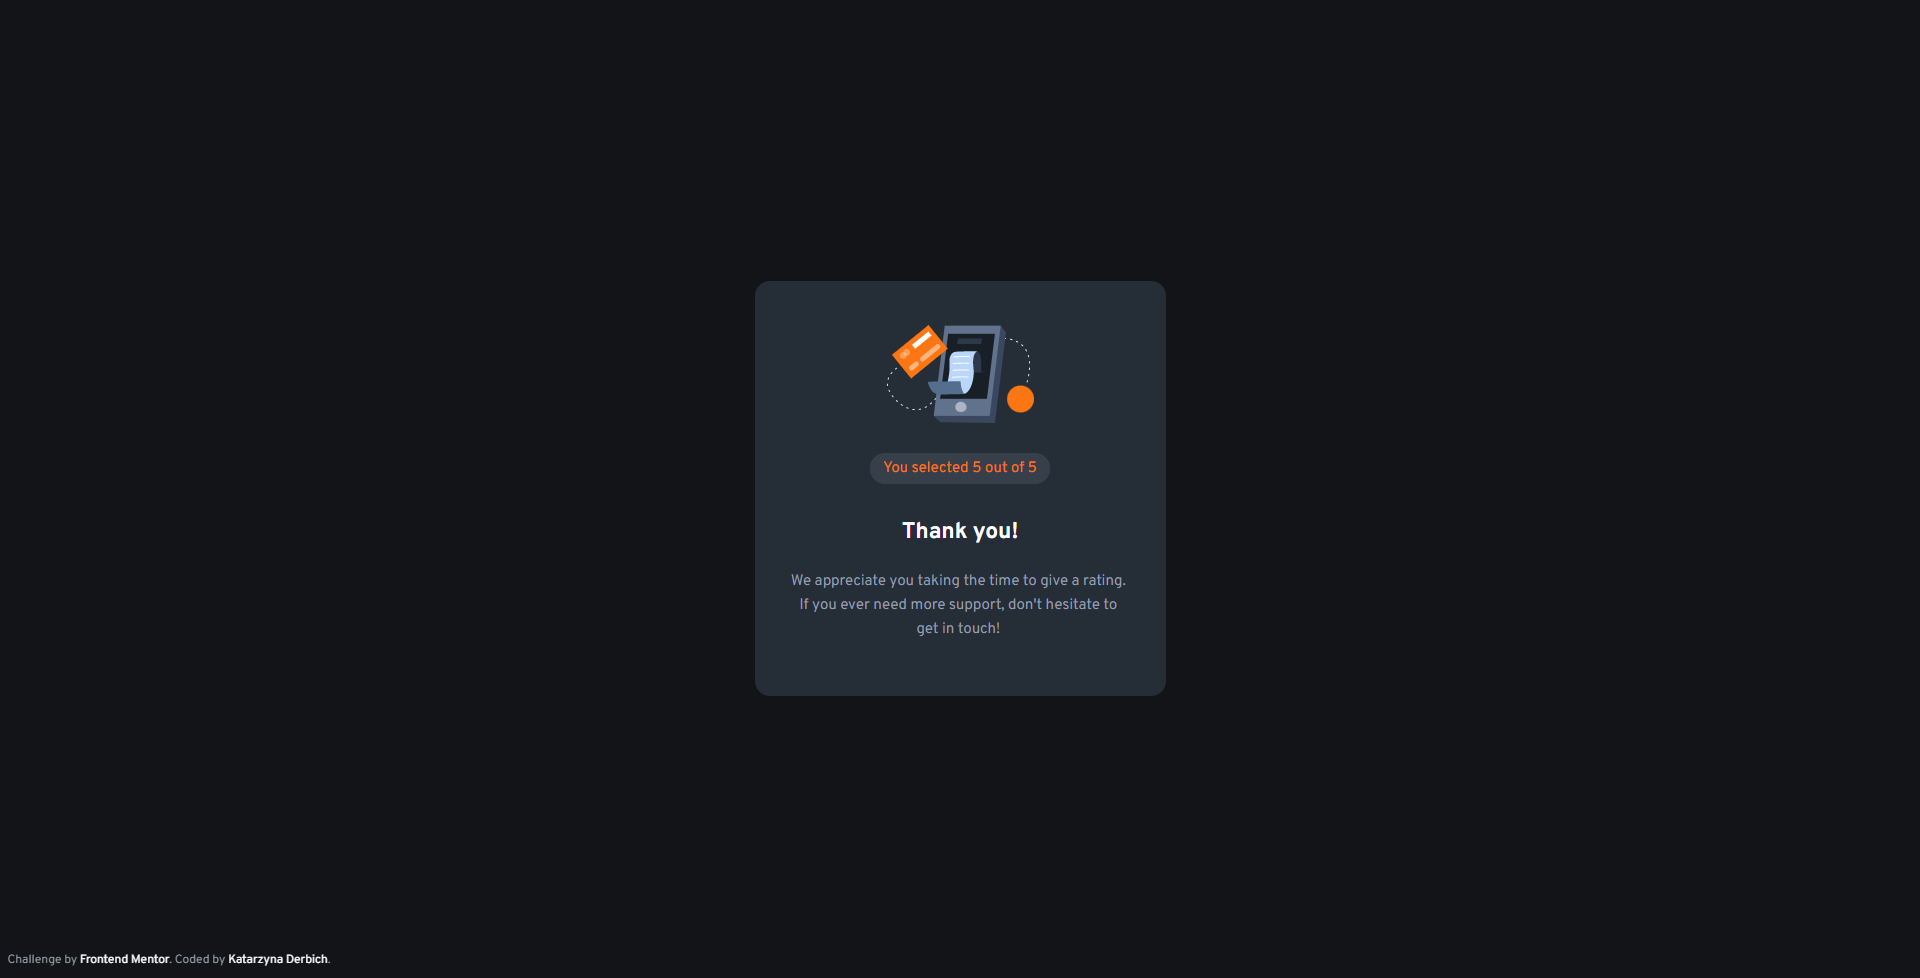 You selected 5 out of 5
Thank you!
We appreciate you taking the time to give a rating.
If you ever need more support, don't hesitate to
get in touch!
Challenge by Frontend Mentor. Coded by Katarzyna Derbich.